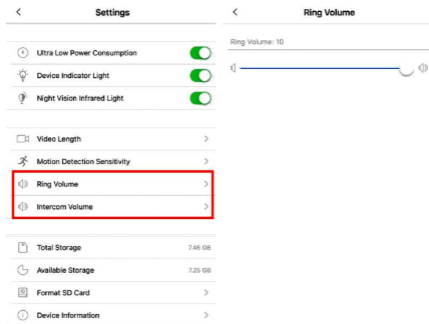 Settings
Ultra Low Power Consumption
Device Indicator Light
Night Vision Infrared Light
Video Length
Motion Detection Sensitivity
Ring Volume
Intercom Volume
Total Storage 7.46 GB
Available Storage 7.25 GB
Format SD Card
Device Information
Ring Volume
Ring Volume: 10